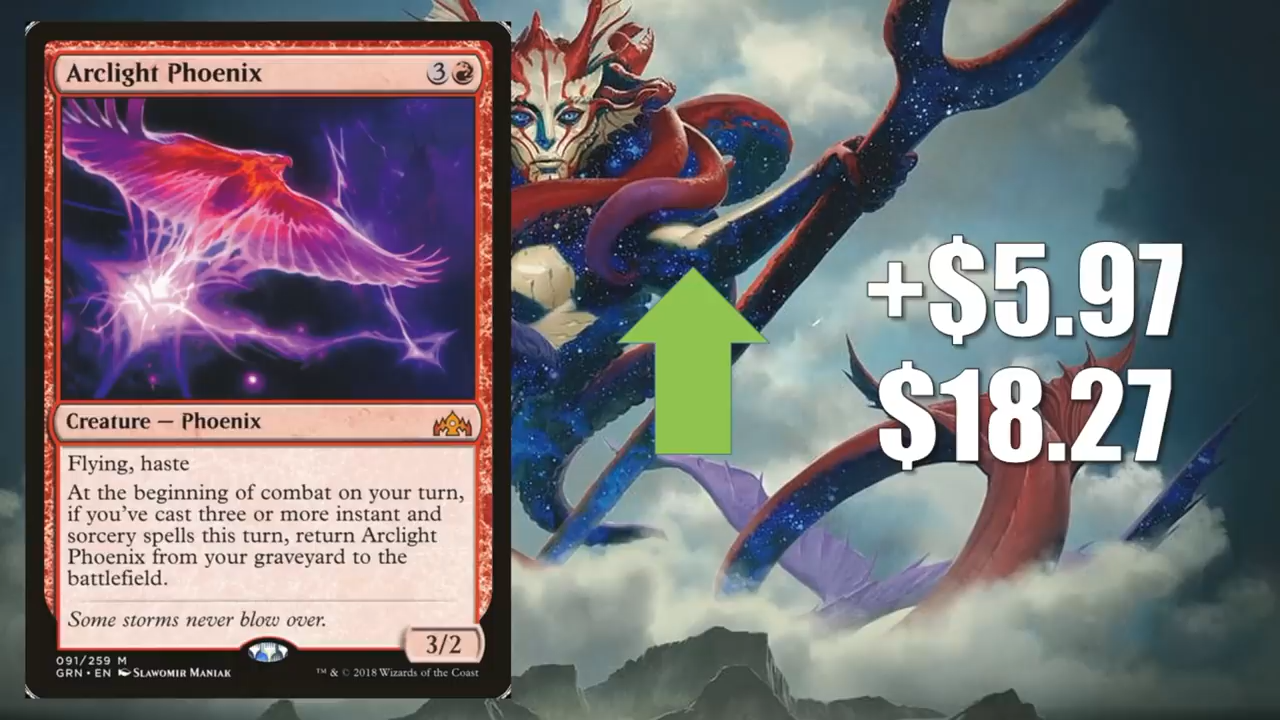 Arclight Phoenix
3
Creature — Phoenix
Flying, haste
At the beginning of combat on your turn,
if you've cast three or more instant and
sorcery spells this turn, return Arclight
Phoenix from your graveyard to the
battlefield.
Some storms never blow over.
3/2
091/259 M
GRN • EN SLAWOMIR MANIAK
™ & © 2018 Wizards of the Coast
+$5.97
$18.27